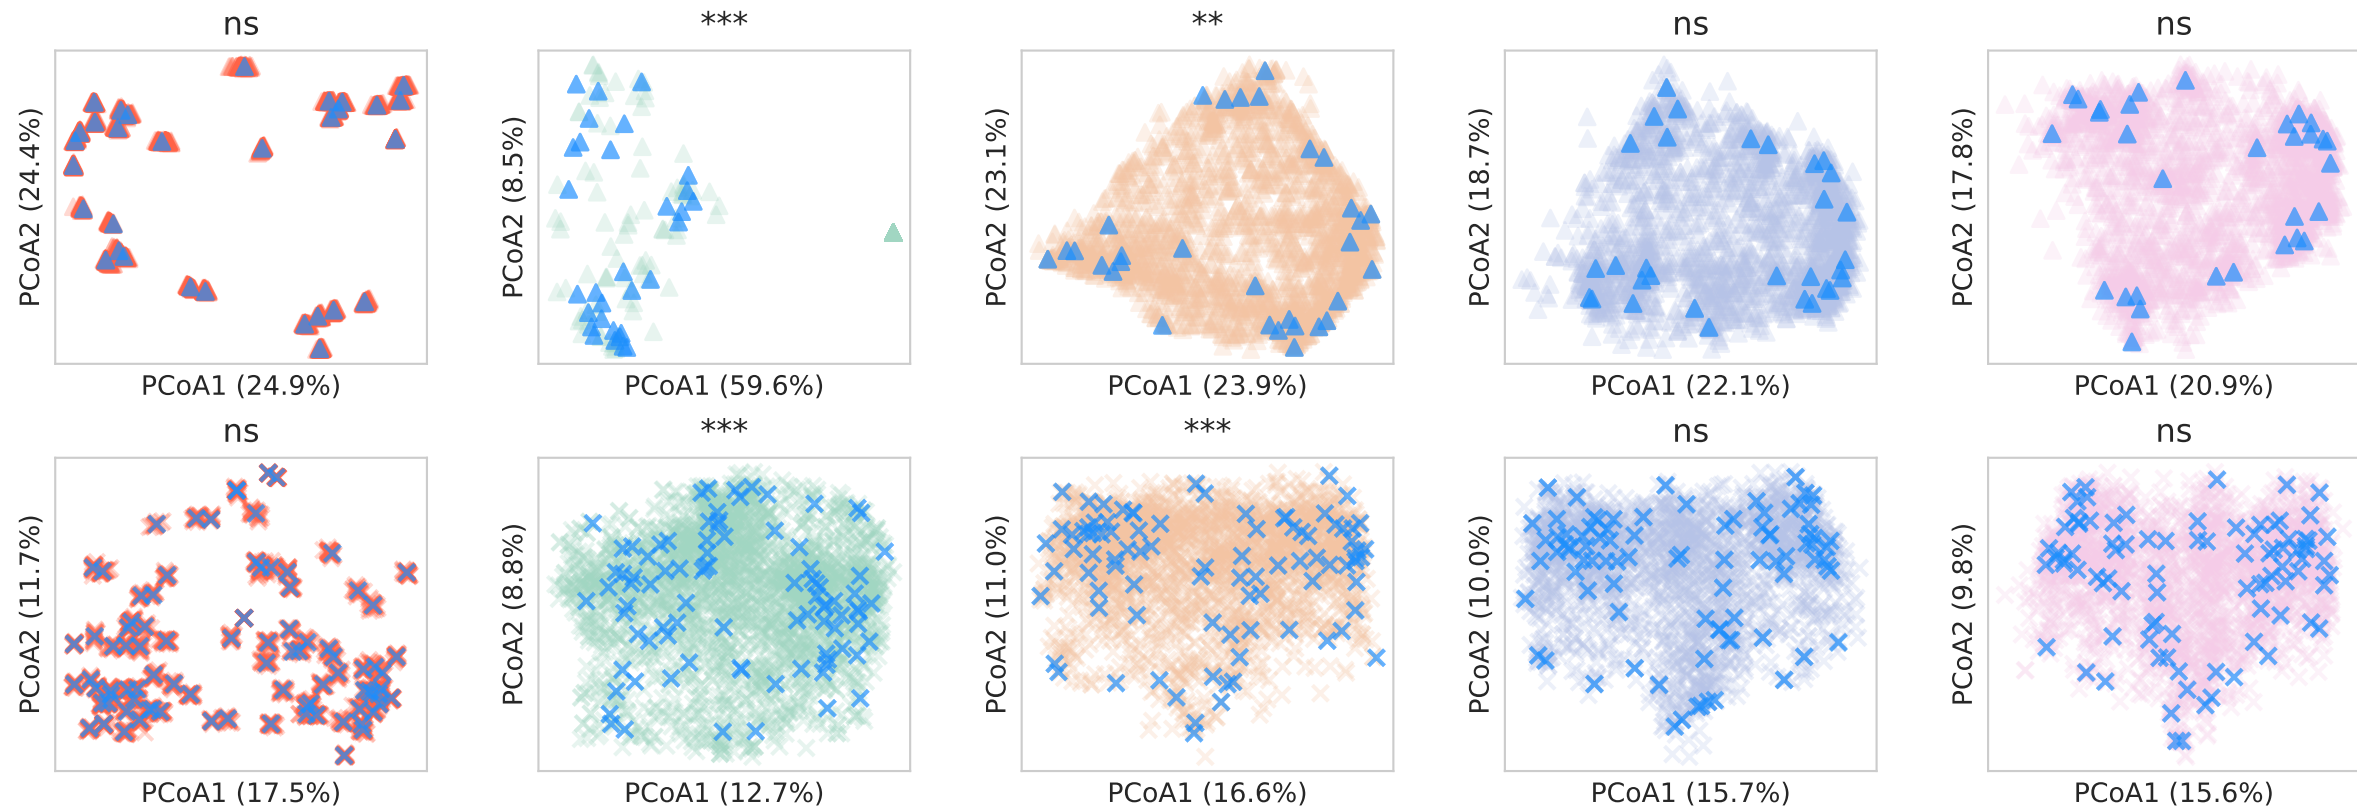 ns
***
**
ns
ns
PCoA2 (24.4%)
PCoA2 (8.5%)
PCoA2 (23.1%)
PCoA2 (18.7%)
PCoA2 (17.8%)
PCoA1 (24.9%)
PCoA1 (59.6%)
PCoA1 (23.9%)
PCoA1 (22.1%)
PCoA1 (20.9%)
ns
***
***
ns
ns
PCoA2 (11.7%)
PCoA2 (8.8%)
PCoA2 (11.0%)
PCoA2 (10.0%)
PCoA2 (9.8%)
PCoA1 (17.5%)
PCoA1 (12.7%)
PCoA1 (16.6%)
PCoA1 (15.7%)
PCoA1 (15.6%)